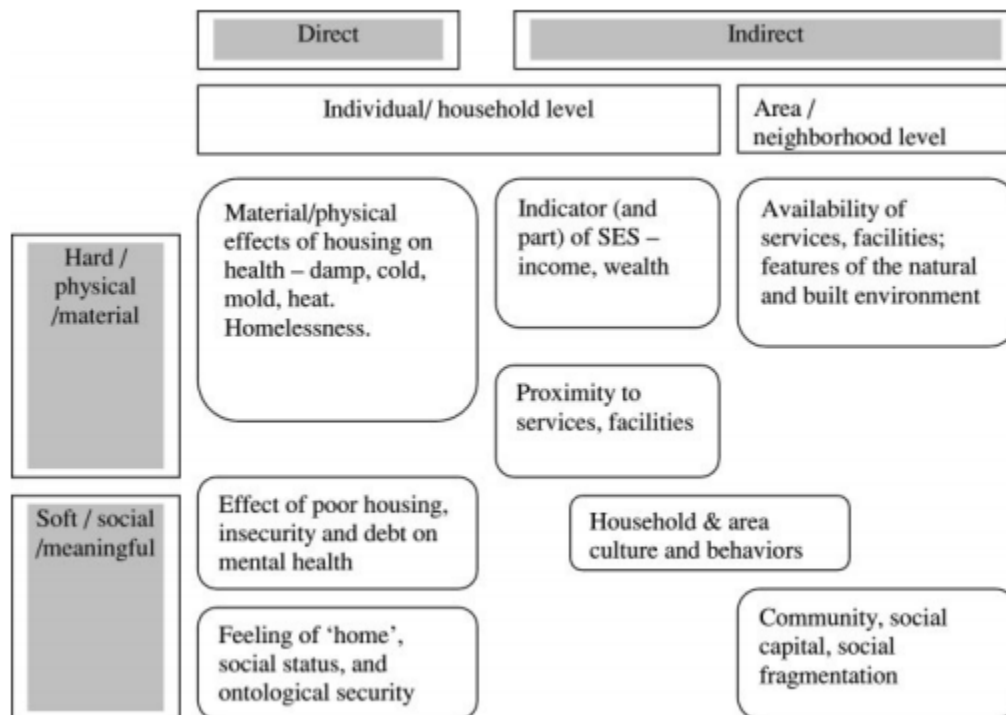 Direct
Indirect
Individual/ household level
Area /
neighborhood level
Hard /
physical
/material
Material/physical
effects of housing on
health – damp, cold,
mold, heat.
Homelessness.
Indicator (and
part) of SES –
income, wealth
Availability of
services, facilities;
features of the natural
and built environment
Proximity to
services, facilities
Soft / social
/meaningful
Effect of poor housing,
insecurity and debt on
mental health
Household & area
culture and behaviors
Feeling of ‘home’,
social status, and
ontological security
Community, social
capital, social
fragmentation